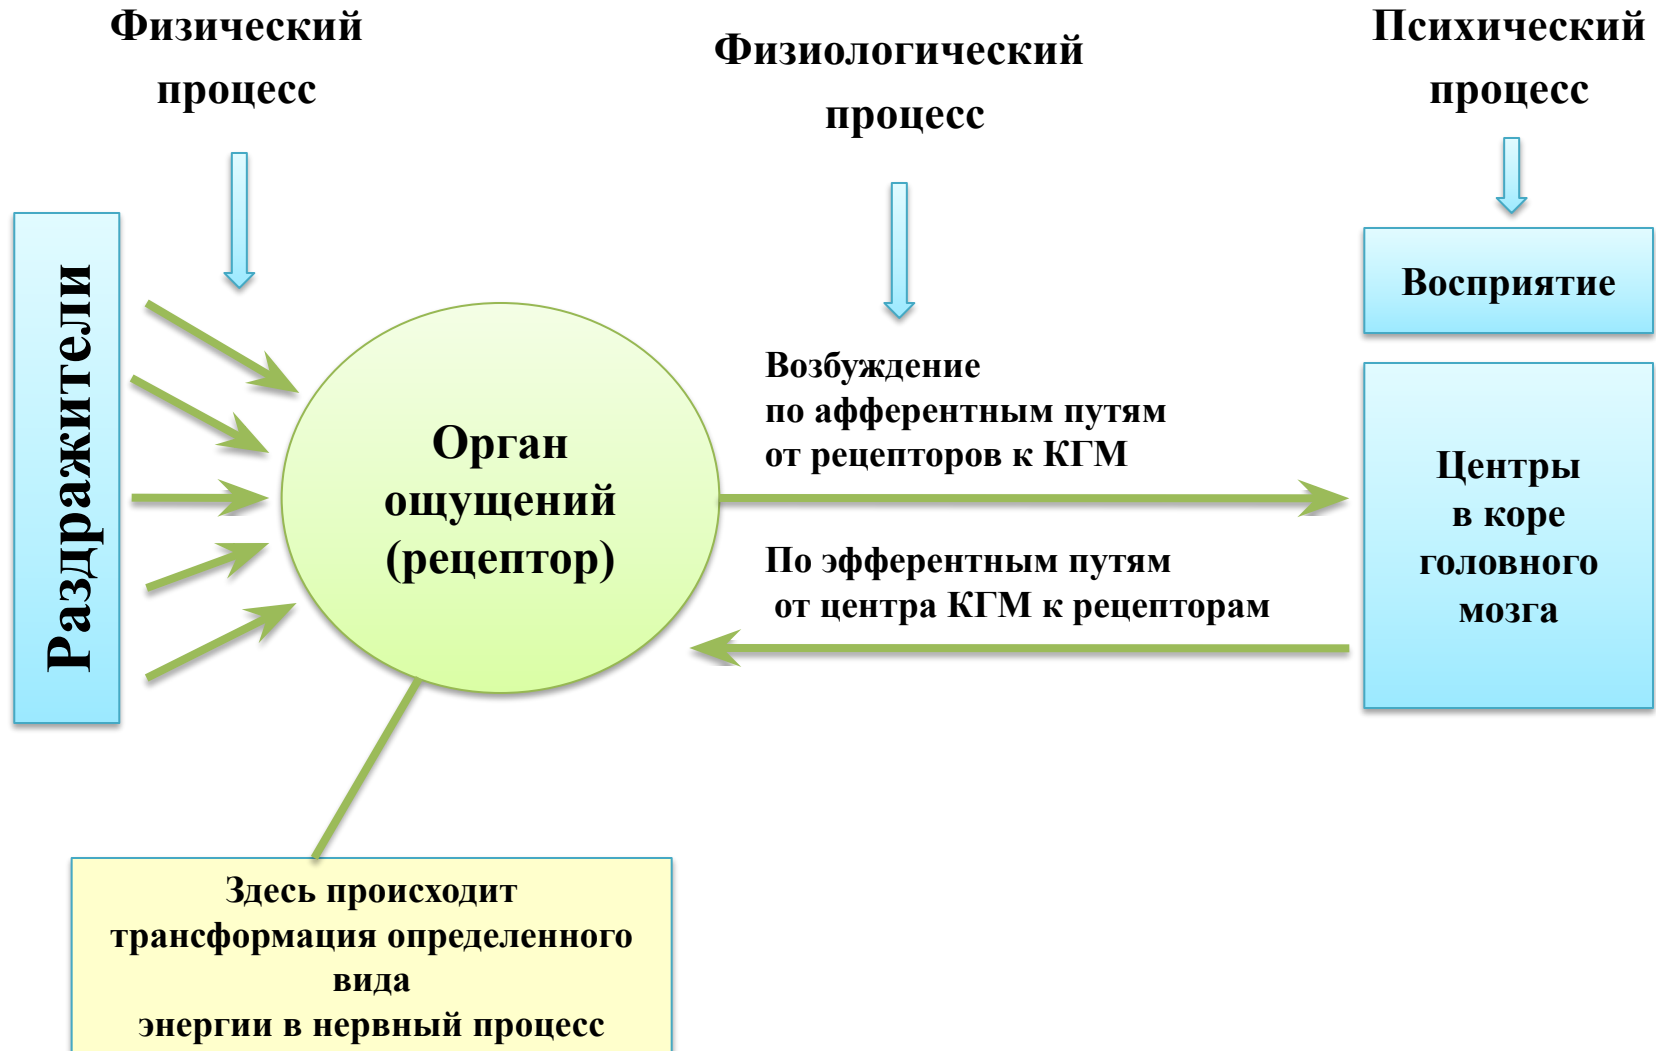 Физический
процесс
Физиологический
процесс
Психический
процесс
Раздражители
Орган
ощущений
(рецептор)
Возбуждение
по афферентным путям
от рецепторов к КГМ
По эфферентным путям
от центра КГМ к рецепторам
Восприятие
Центры
в коре
головного
мозга
Здесь происходит
трансформация определенного
вида
энергии в нервный процесс